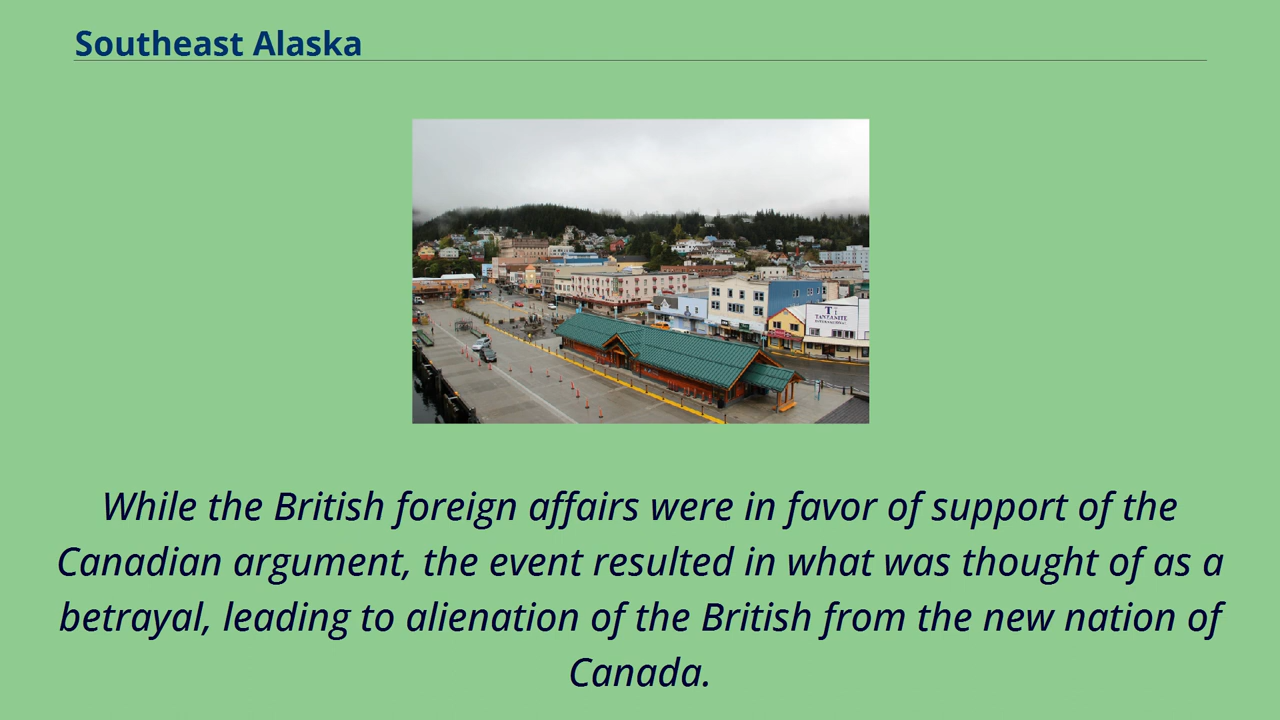 Southeast Alaska
TANZANITE
While the British foreign affairs were in favor of support of the
Canadian argument, the event resulted in what was thought of as a
betrayal, leading to alienation of the British from the new nation of
Canada.